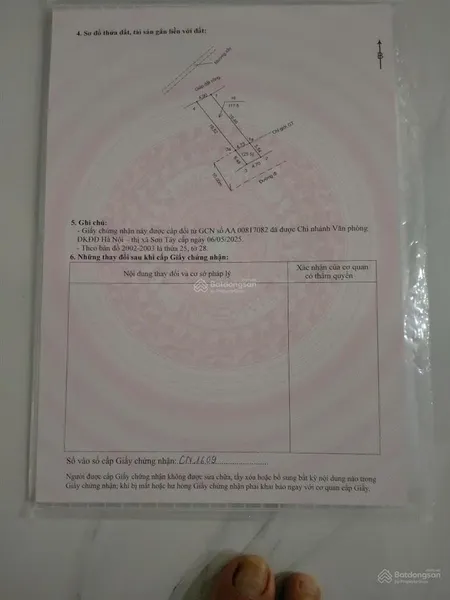 4. Sơ đồ thửa đất, tài sản gắn liền với đất:
B
5. Ghi chú:
- Giấy chứng nhận này được cấp đổi từ GCN số AA 00817082 đã được Chi nhánh Văn phòng
ĐKĐĐ Hà Nội – thị xã Sơn Tây cấp ngày 06/05/2025.
- Theo bản đồ 2002-2003 là thửa 25, tờ 28.
6. Những thay đổi sau khi cấp Giấy chứng nhận:
Nội dung thay đổi và cơ sở pháp lý
Xác nhận của cơ quan
có thẩm quyền
Batdongsan
Số vào sổ cấp Giấy chứng nhận: CN 1609
Người được cấp Giấy chứng nhận không được sửa chữa, tẩy xóa hoặc bổ sung bất kỳ nội dung nào trong
Giấy chứng nhận; khi bị mất hoặc hư hỏng Giấy chứng nhận phải khai báo ngay với cơ quan cấp Giấy.
Batdongsan